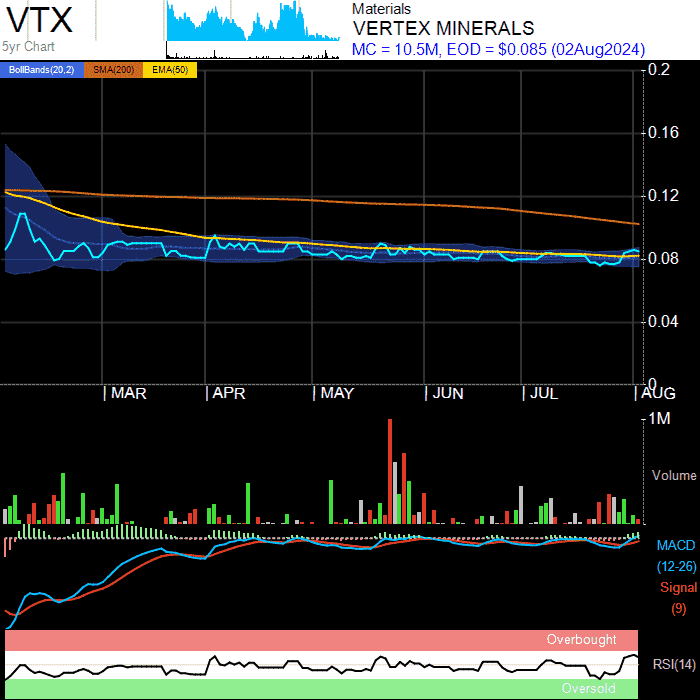 VTX
5yr Chart
Materials
VERTEX MINERALS
MC = 10.5M, EOD = $0.085 (02Aug2024)
BollBands(20,2) SMA(200) EMA(50)
0.2
0.16
0.12
0.08
0.04
0
MAR APR MAY JUN JUL AUG
1M
Volume
MACD
(12-26)
Signal
(9)
Overbought
RSI(14)
Oversold